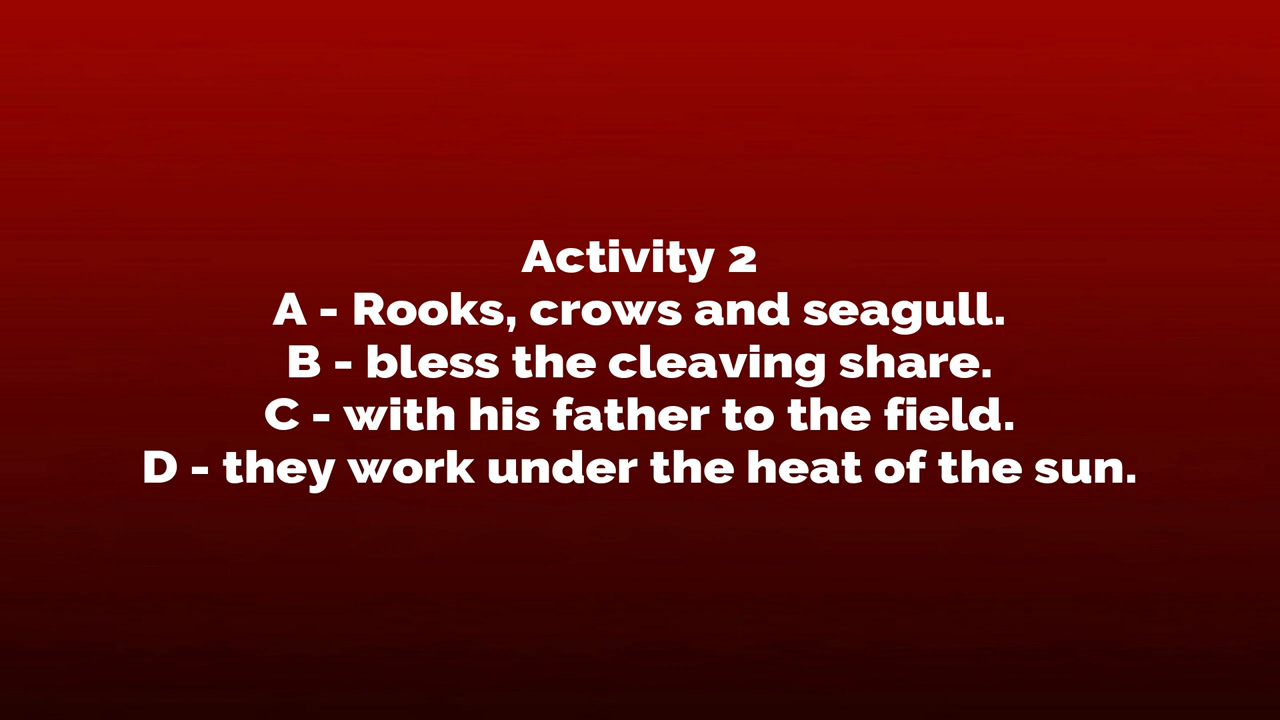 Activity 2
A - Rooks, crows and seagull.
B - bless the cleaving share.
C - with his father to the field.
D - they work under the heat of the sun.